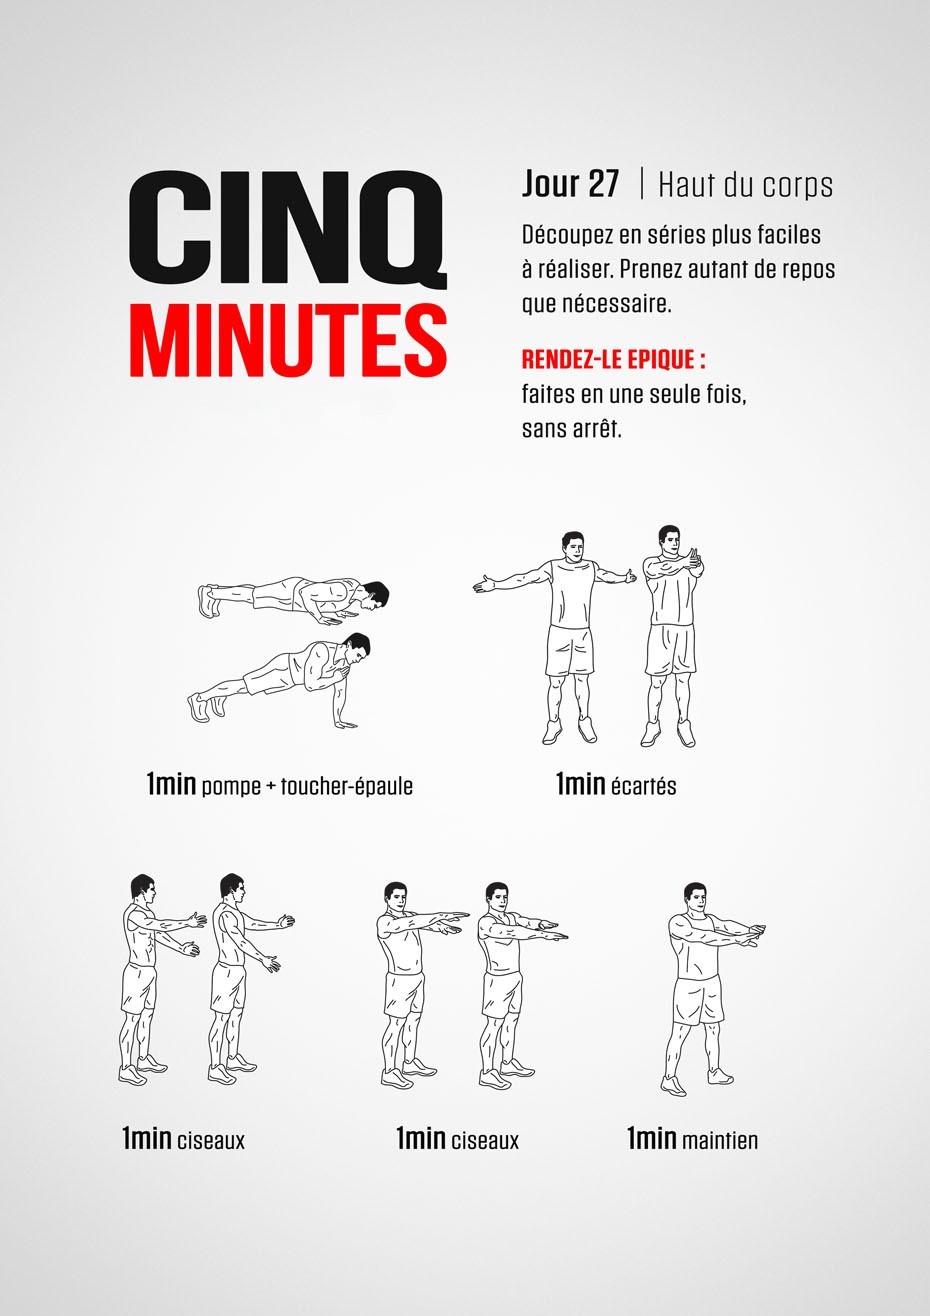 CINQ
MINUTES
Jour 27 | Haut du corps
Découpez en séries plus faciles
à réaliser. Prenez autant de repos
que nécessaire.
RENDEZ-LE EPIQUE :
faites en une seule fois,
sans arrêt.
1min pompe + toucher-épaule
1min écartés
1min ciseaux
1min ciseaux
1min maintien